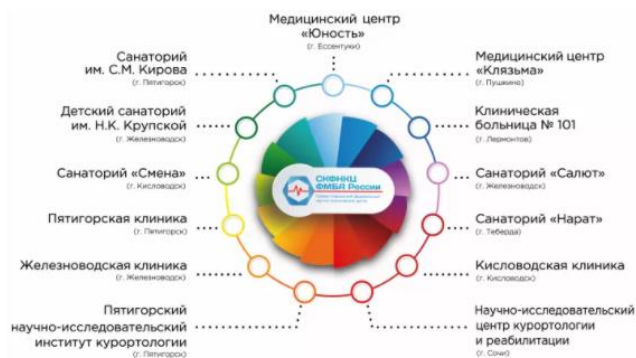 Медицинский центр
«Юность»
(г. Ессентуки)
Санаторий
им. С.М. Кирова
(г. Пятигорск)
Медицинский центр
«Клязьма»
(г. Пушкино)
Детский санаторий
им. Н.К. Крупской
(г. Железноводск)
Клиническая
больница № 101
(г. Лермонтов)
Санаторий «Смена»
(г. Кисловодск)
СКФНКЦ
ФМБА России
Санаторий «Салют»
(г. Железноводск)
Пятигорская клиника
(г. Пятигорск)
Санаторий «Нарат»
(г. Теберда)
Железноводская клиника
(г. Железноводск)
Кисловодская клиника
(г. Кисловодск)
Пятигорский
научно-исследовательский
институт курортологии
(г. Пятигорск)
Научно-исследовательский
центр курортологии
и реабилитации
(г. Сочи)